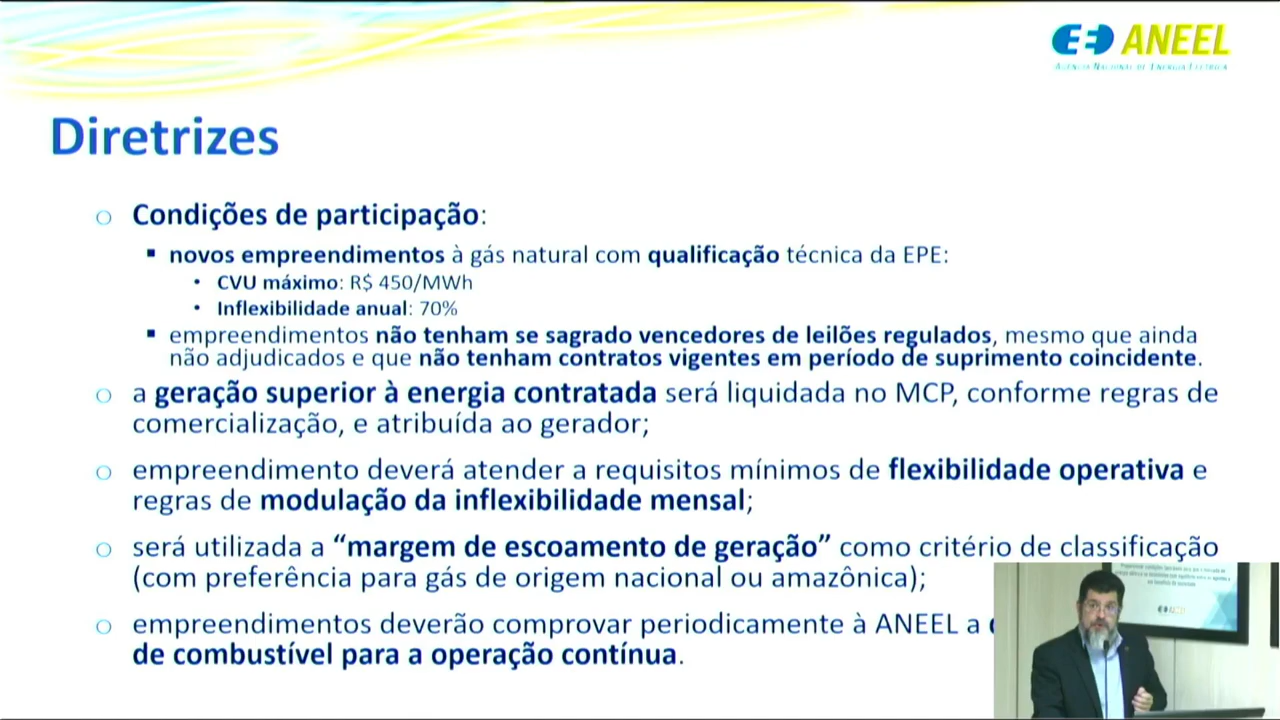 ANEEL
AGÊNCIA NACIONAL DE ENERGIA ELÉTRICA
Diretrizes
Condições de participação:
novos empreendimentos à gás natural com qualificação técnica da EPE:
CVU máximo: R$ 450/MWh
Inflexibilidade anual: 70%
empreendimentos não tenham se sagrado vencedores de leilões regulados, mesmo que ainda
não adjudicados e que não tenham contratos vigentes em período de suprimento coincidente.
a geração superior à energia contratada será liquidada no MCP, conforme regras de
comercialização, e atribuída ao gerador;
empreendimento deverá atender a requisitos mínimos de flexibilidade operativa e
regras de modulação da inflexibilidade mensal;
será utilizada a “margem de escoamento de geração” como critério de classificação
(com preferência para gás de origem nacional ou amazônica);
empreendimentos deverão comprovar periodicamente à ANEEL a
de combustível para a operação contínua.